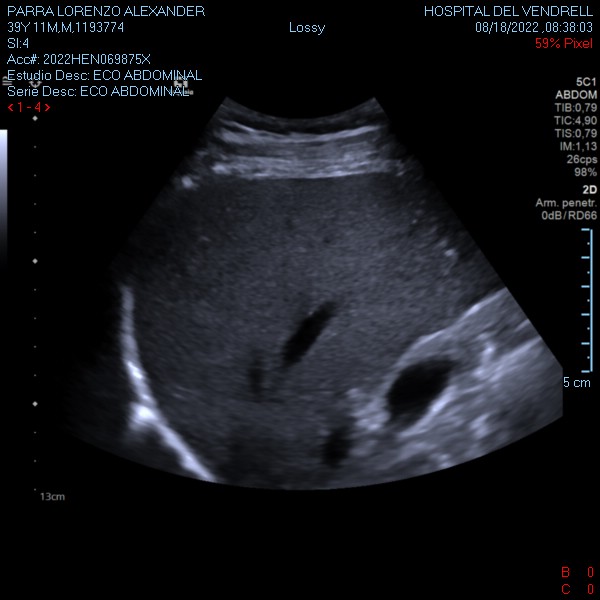 PARRA LORENZO ALEXANDER
HOSPITAL DEL VENDRELL
39Y 11M,M,1193774
Lossy
08/18/2022 ,08:38:03
SI:4
59% Pixel
Acc#: 2022HEN069875X
Estudio Desc: ECO ABDOMINAL
Serie Desc: ECO ABDOMINAL
< 1 - 4 >
5C1
ABDOM
TIB:0,79
TIC:4,90
TIS:0,79
IM:1,13
26cps
98%
2D
Arm. penetr.
0dB/RD66
5 cm
13cm
B 0
C 0